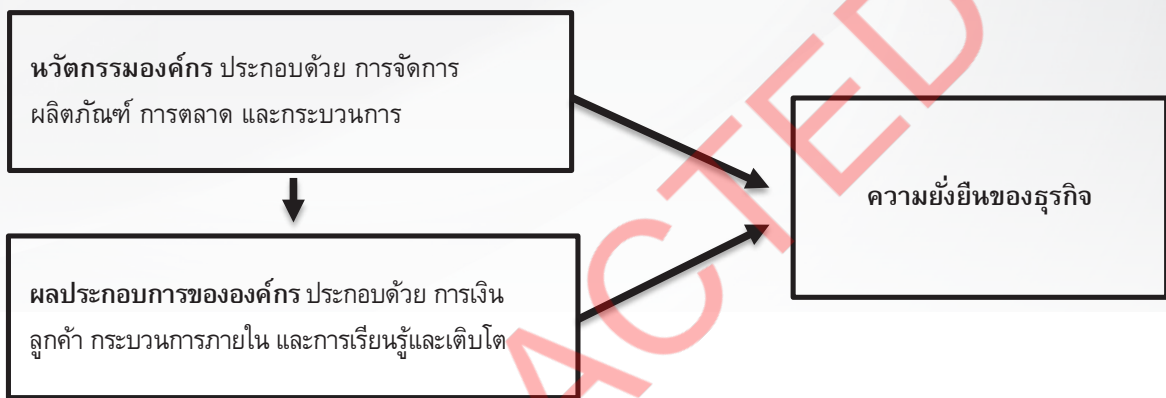 นวัตกรรมองค์กร ประกอบด้วย การจัดการ
ผลิตภัณฑ์ การตลาด และกระบวนการ
ความยั่งยืนของธุรกิจ
ผลประกอบการขององค์กร ประกอบด้วย การเงิน
ลูกค้า กระบวนการภายใน และการเรียนรู้และเติบโต
ACTED